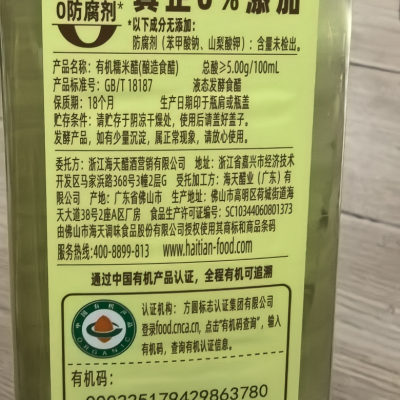 0防腐剂*
真正0%添加
*以下成分无添加:
防腐剂(苯甲酸钠、山梨酸钾):含量未检出。
产品名称:有机糯米醋(酿造食醋) 总酸≥5.00g/100mL
产品标准号:GB/T 18187 液态发酵食醋
保质期:18个月 生产日期印于瓶肩或瓶盖
贮存条件:请贮存于阴凉干燥处,使用后请盖好盖子。
发酵产品,如有少量沉淀,属正常现象,请放心使用。
委托方:浙江海天醋酒营销有限公司 地址:浙江省嘉兴市经济技术
开发区马家浜路368号3幢2层G 受托加工方:海天醋业(广东)有
限公司 产地:广东省佛山市 生产地址:佛山市高明区荷城街道海
天大道38号2座A区厂房 食品生产许可证编号:SC10344060801373
由佛山市海天调味食品股份有限公司授权使用其商标和商品条码
服务热线:400-8899-813 www.haitian-food.com
通过中国有机产品认证,全程有机可追溯
中国有机产品
ORGANIC
认证机构:方圆标志认证集团有限公司
登录food.cnca.cn,点击"有机码查询",输入
有机码,查询有机认证信息。
有机码: